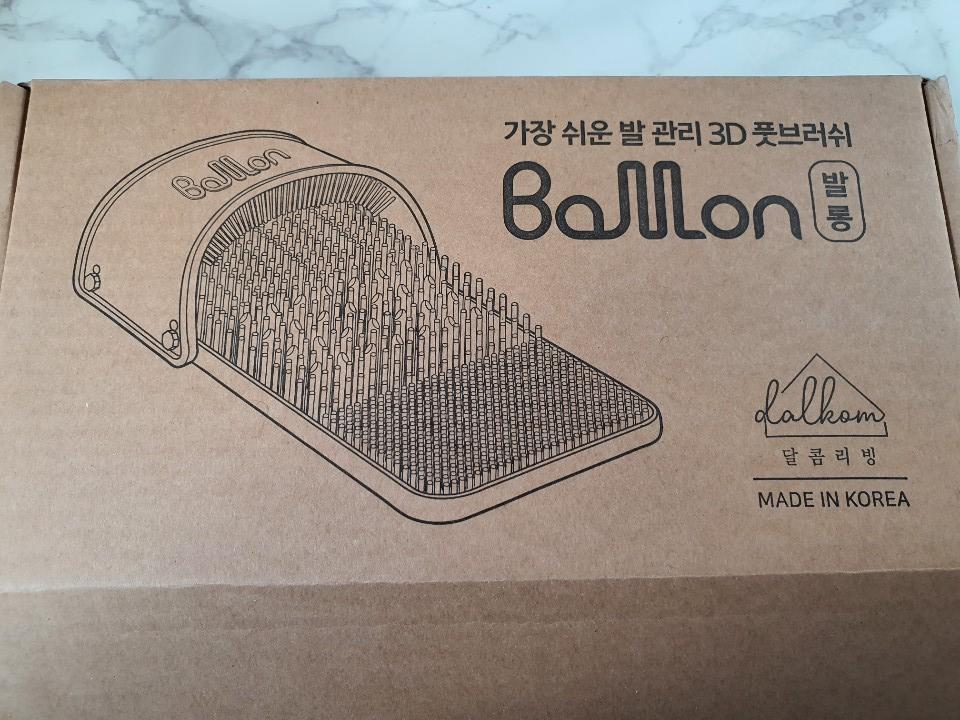 가장 쉬운 발 관리 3D 풋브러쉬
Ballon 발롱
Ballon
dalkom
달콤리빙
MADE IN KOREA